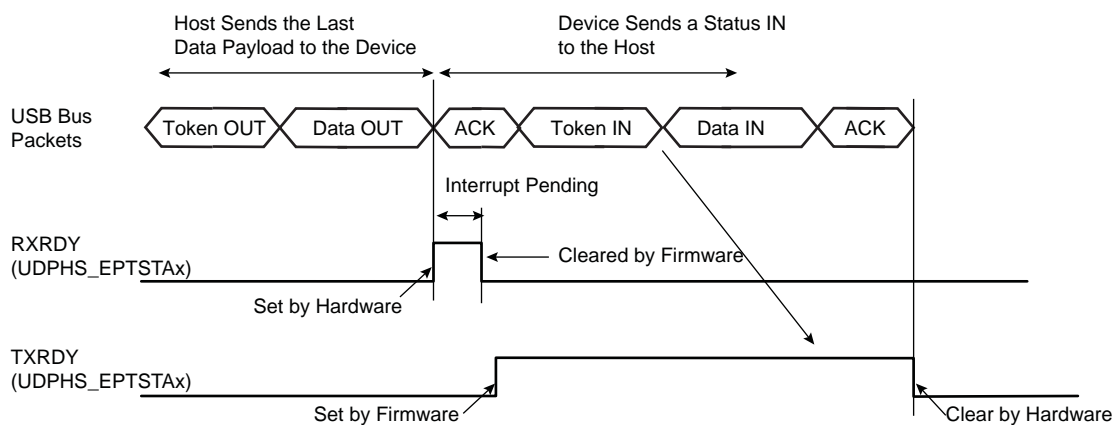 Host Sends the Last
Data Payload to the Device
Device Sends a Status IN
to the Host
USB Bus
Packets
Token OUT
Data OUT
ACK
Token IN
Data IN
ACK
Interrupt Pending
RXRDY
(UDPHS_EPTSTAx)
Cleared by Firmware
Set by Hardware
TXRDY
(UDPHS_EPTSTAx)
Set by Firmware
Clear by Hardware